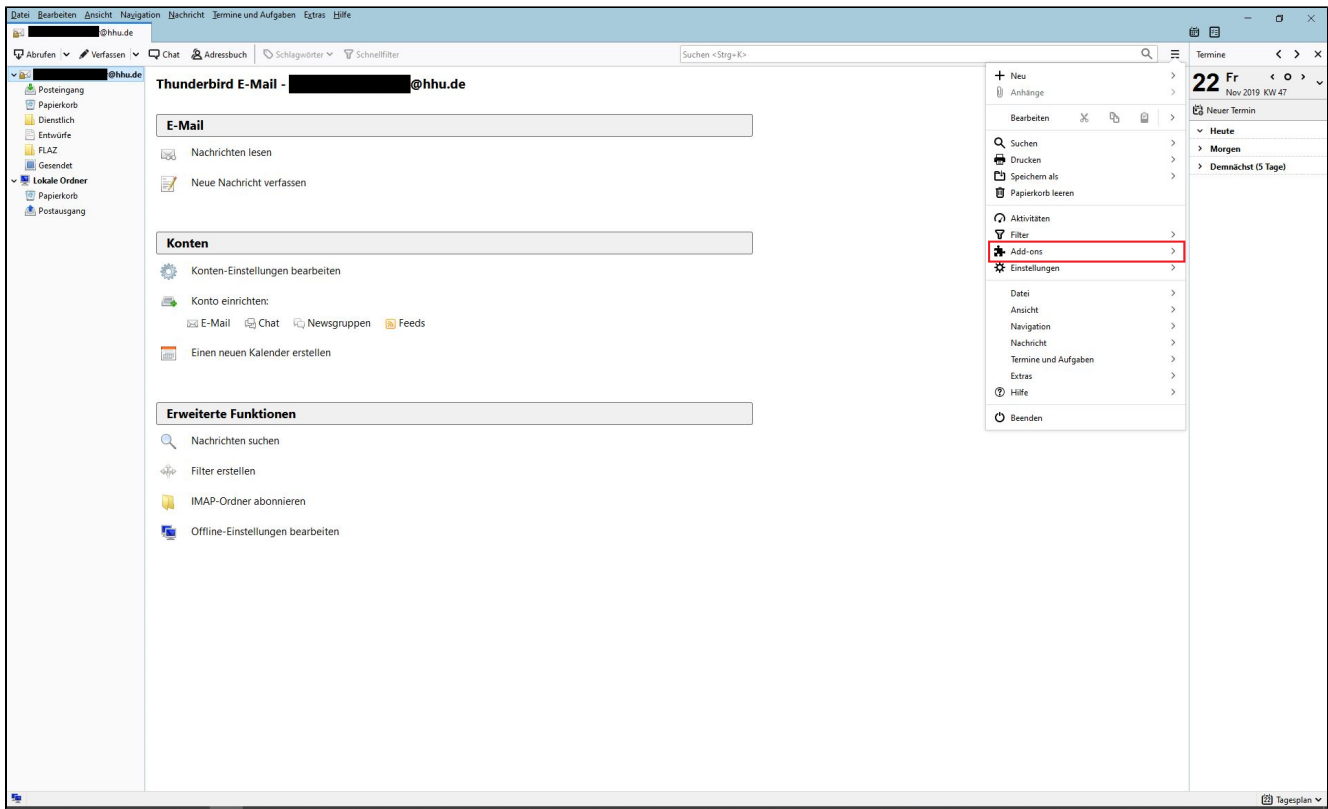 Datei Bearbeiten Ansicht Navigation Nachricht Termine und Aufgaben Extras Hilfe
@hhu.de
Abrufen Verfassen Chat Adressbuch Schlagwörter Schnellfilter Suchen <Strg+K>
@hhu.de
Posteingang
Papierkorb
Dienstlich
Entwürfe
FLAZ
Gesendet
Lokale Ordner
Papierkorb
Postausgang
Thunderbird E-Mail - @hhu.de
E-Mail
Nachrichten lesen
Neue Nachricht verfassen
Konten
Konten-Einstellungen bearbeiten
Konto einrichten:
E-Mail Chat Newsgruppen Feeds
Einen neuen Kalender erstellen
Erweiterte Funktionen
Nachrichten suchen
Filter erstellen
IMAP-Ordner abonnieren
Offline-Einstellungen bearbeiten
Neu
Anhänge
Bearbeiten
Suchen
Drucken
Speichern als
Papierkorb leeren
Aktivitäten
Filter
Add-ons
Einstellungen
Datei
Ansicht
Navigation
Nachricht
Termine und Aufgaben
Extras
Hilfe
Beenden
Termine
22 Fr
Nov 2019 KW 47
Neuer Termin
Heute
Morgen
Demnächst (5 Tage)
22 Tagesplan